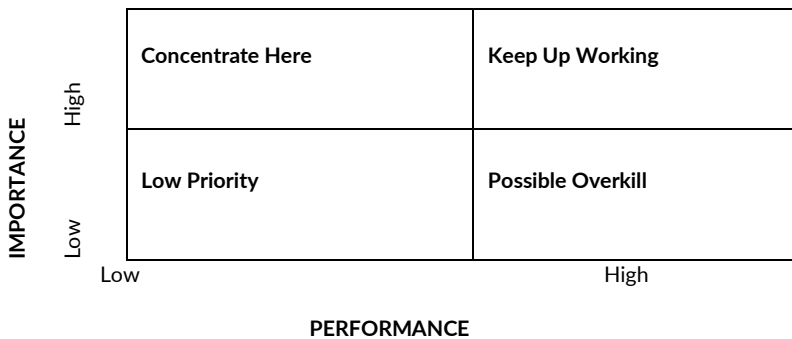 Concentrate Here
Keep Up Working
High
Low Priority
Possible Overkill
Low
IMPORTANCE
Low
High
PERFORMANCE